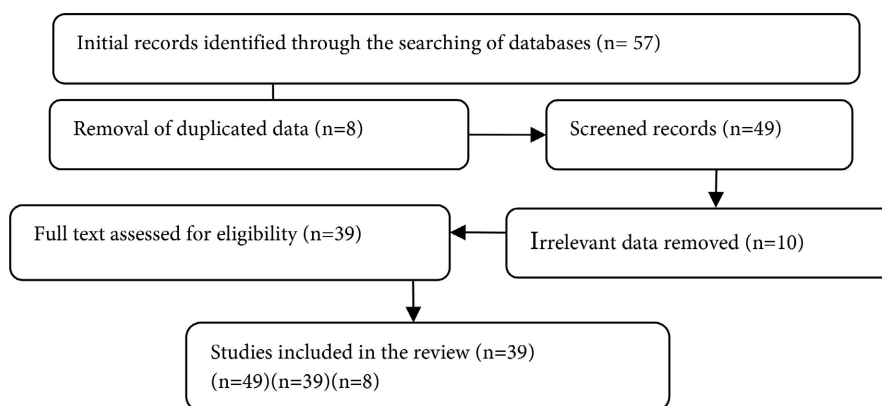 Initial records identified through the searching of databases (n= 57)
Removal of duplicated data (n=8)
Screened records (n=49)
Irrelevant data removed (n=10)
Full text assessed for eligibility (n=39)
Studies included in the review (n=39)
(n=49)(n=39)(n=8)